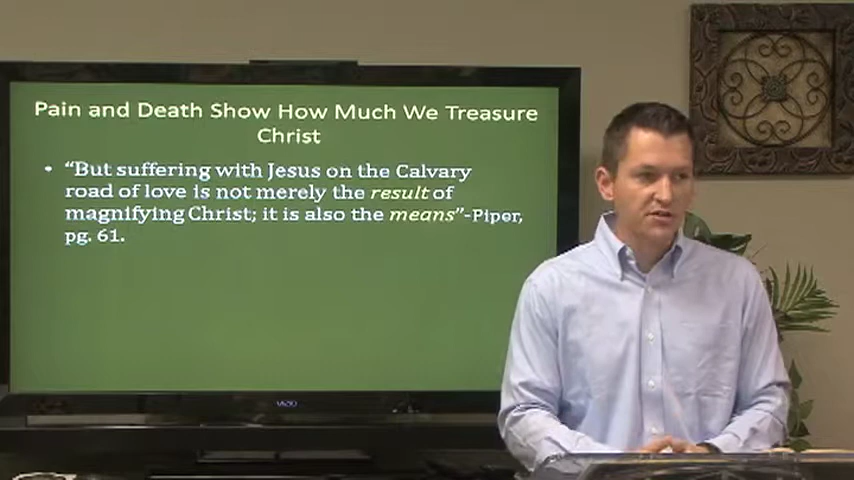 Pain and Death Show How Much We Treasure
Christ
• “But suffering with Jesus on the Calvary
road of love is not merely the result of
magnifying Christ; it is also the means”-Piper,
pg. 61.
VIZIO